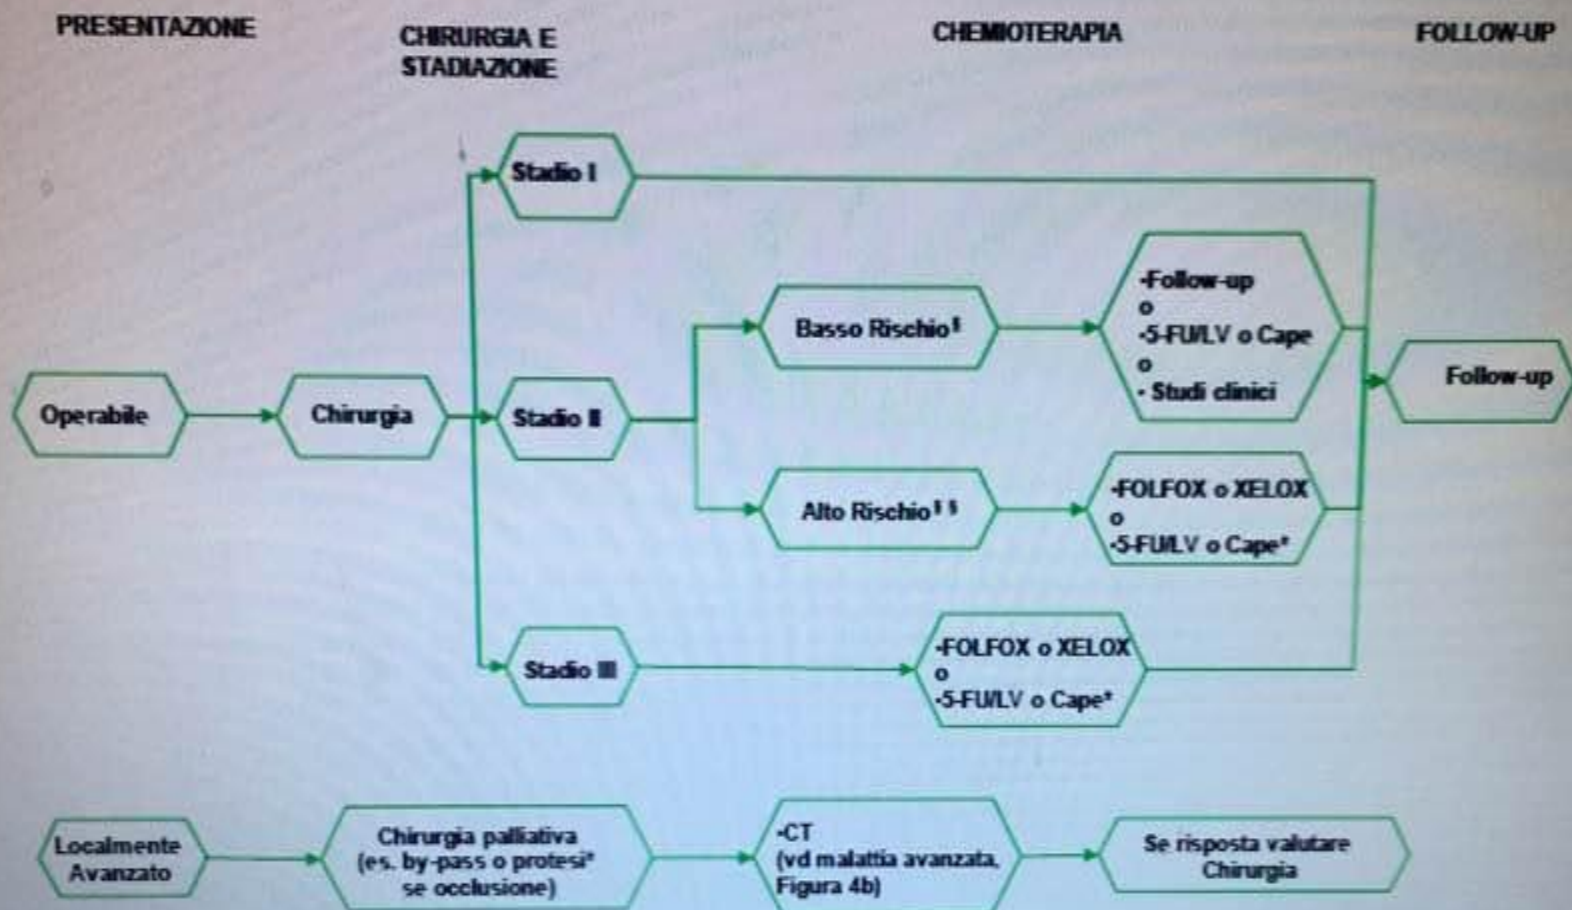 PRESENTAZIONE
CHIRURGIA E
STADIAZIONE
CHEMIOTERAPIA
FOLLOW-UP
Stadio I
Operabile
Chirurgia
Stadio II
Basso Rischio§
-Follow-up
o
-5-FU/LV o Cape
o
- Studi clinici
Follow-up
Alto Rischio§ §
-FOLFOX o XELOX
o
-5-FU/LV o Cape*
Stadio III
-FOLFOX o XELOX
o
-5-FU/LV o Cape*
Localmente
Avanzato
Chirurgia palliativa
(es. by-pass o protesi*
se occlusione)
-CT
(vd malattia avanzata,
Figura 4b)
Se risposta valutare
Chirurgia